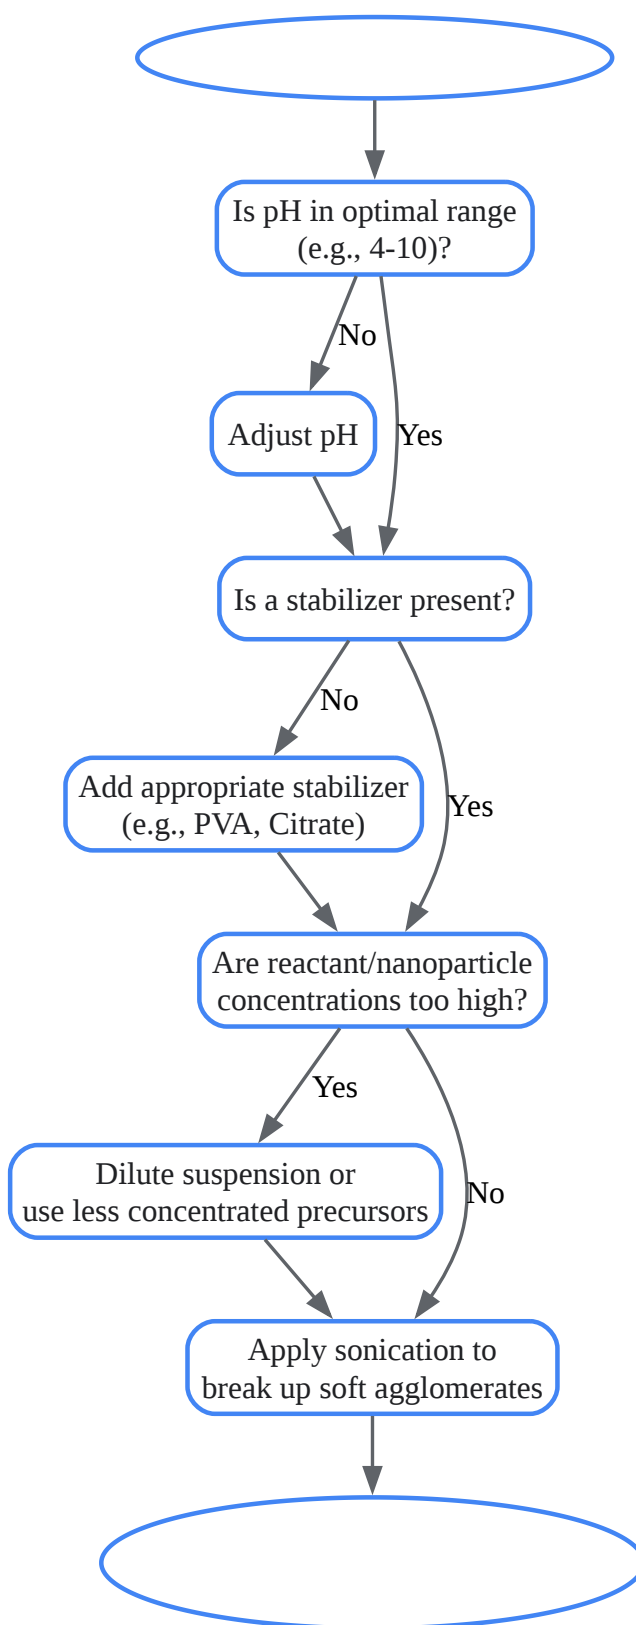 Is pH in optimal range
(e.g., 4-10)?
No
Adjust pH
Yes
Is a stabilizer present?
No
Add appropriate stabilizer
(e.g., PVA, Citrate)
Yes
Are reactant/nanoparticle
concentrations too high?
Yes
Dilute suspension or
use less concentrated precursors
No
Apply sonication to
break up soft agglomerates